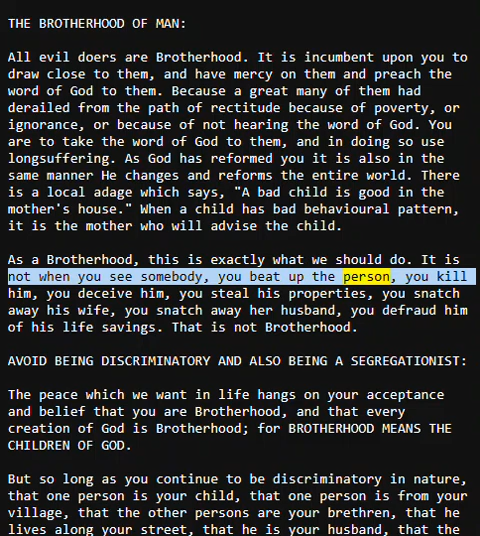 THE BROTHERHOOD OF MAN:
All evil doers are Brotherhood. It is incumbent upon you to
draw close to them, and have mercy on them and preach the
word of God to them. Because a great many of them had
derailed from the path of rectitude because of poverty, or
ignorance, or because of not hearing the word of God. You
are to take the word of God to them, and in doing so use
longsuffering. As God has reformed you it is also in the
same manner He changes and reforms the entire world. There
is a local adage which says, "A bad child is good in the
mother's house." When a child has bad behavioural pattern,
it is the mother who will advise the child.
As a Brotherhood, this is exactly what we should do. It is
not when you see somebody, you beat up the person, you kill
him, you deceive him, you steal his properties, you snatch
away his wife, you snatch away her husband, you defraud him
of his life savings. That is not Brotherhood.
AVOID BEING DISCRIMINATORY AND ALSO BEING A SEGREGATIONIST:
The peace which we want in life hangs on your acceptance
and belief that you are Brotherhood, and that every
creation of God is Brotherhood; for BROTHERHOOD MEANS THE
CHILDREN OF GOD.
But so long as you continue to be discriminatory in nature,
that one person is your child, that one person is from your
village, that the other persons are your brethren, that he
lives along your street, that he is your husband, that the